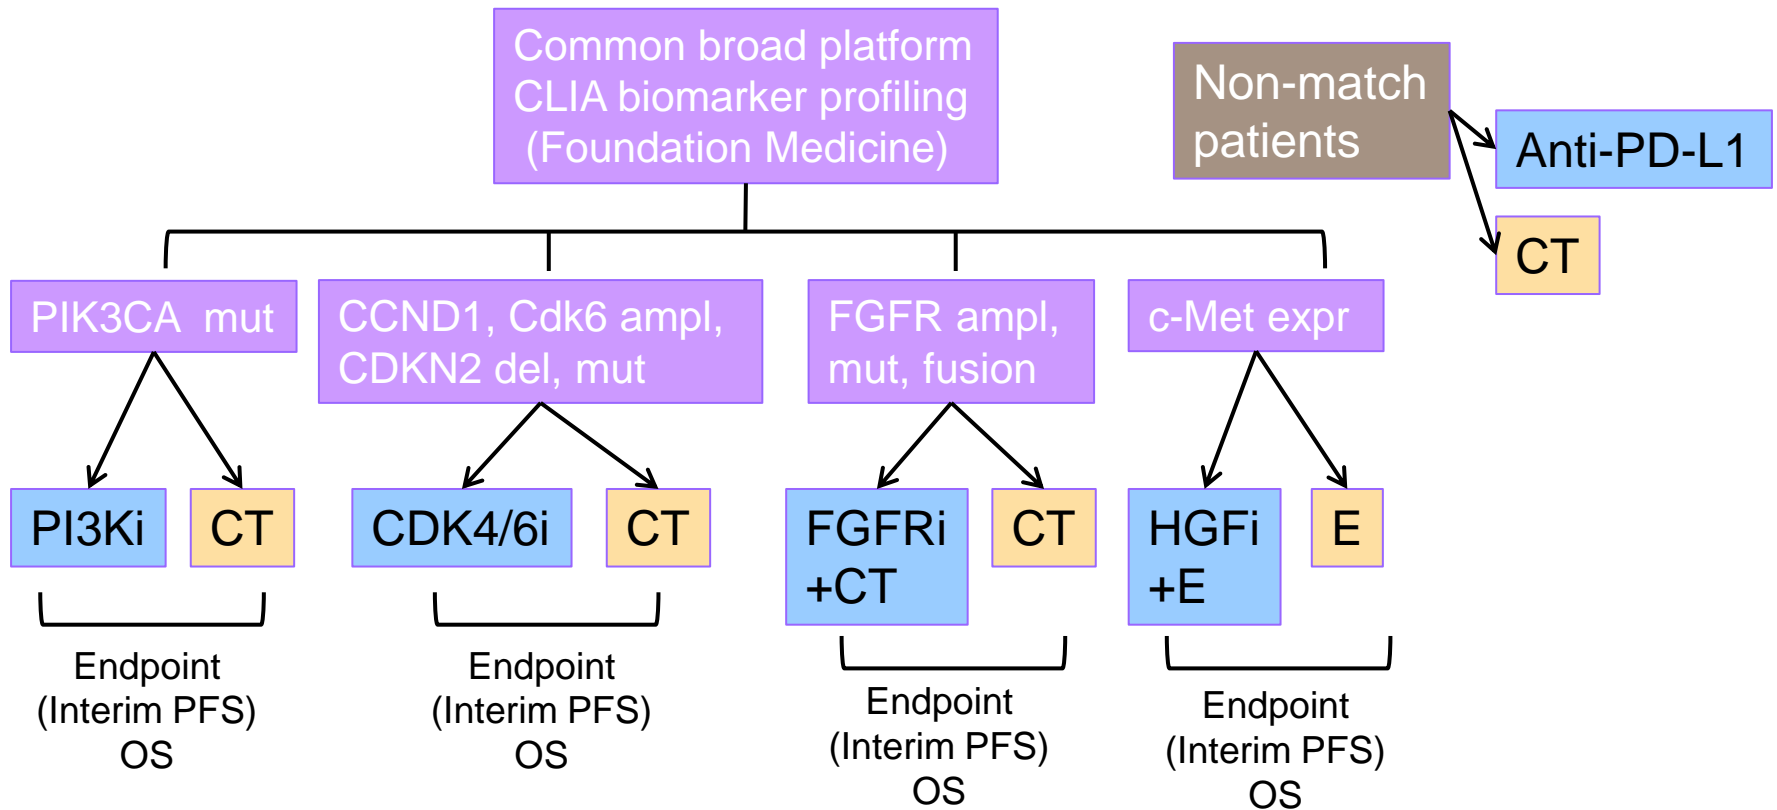 Common broad platform
CLIA biomarker profiling
(Foundation Medicine)
Non-match
patients
Anti-PD-L1
CT
PIK3CA mut
CCND1, Cdk6 ampl,
CDKN2 del, mut
FGFR ampl,
mut, fusion
c-Met expr
PI3Ki
CT
CDK4/6i
CT
FGFRi
+CT
CT
HGFi
+E
E
Endpoint
(Interim PFS)
OS
Endpoint
(Interim PFS)
OS
Endpoint
(Interim PFS)
OS
Endpoint
(Interim PFS)
OS